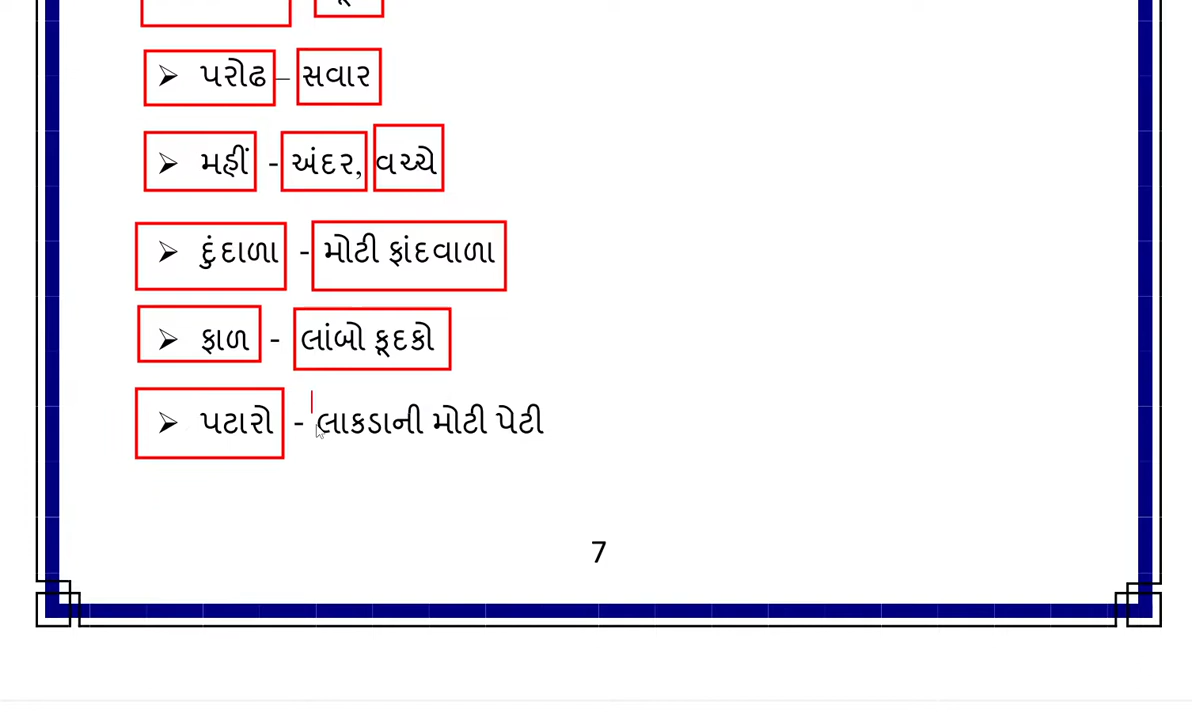 ➢ પરોઢ – સવાર
➢ મહીં - અંદર, વચ્ચે
➢ દુંદાળા - મોટી ફાંદવાળા
➢ ફાળ - લાંબો કૂદકો
➢ પટારો - લાકડાની મોટી પેટી
7